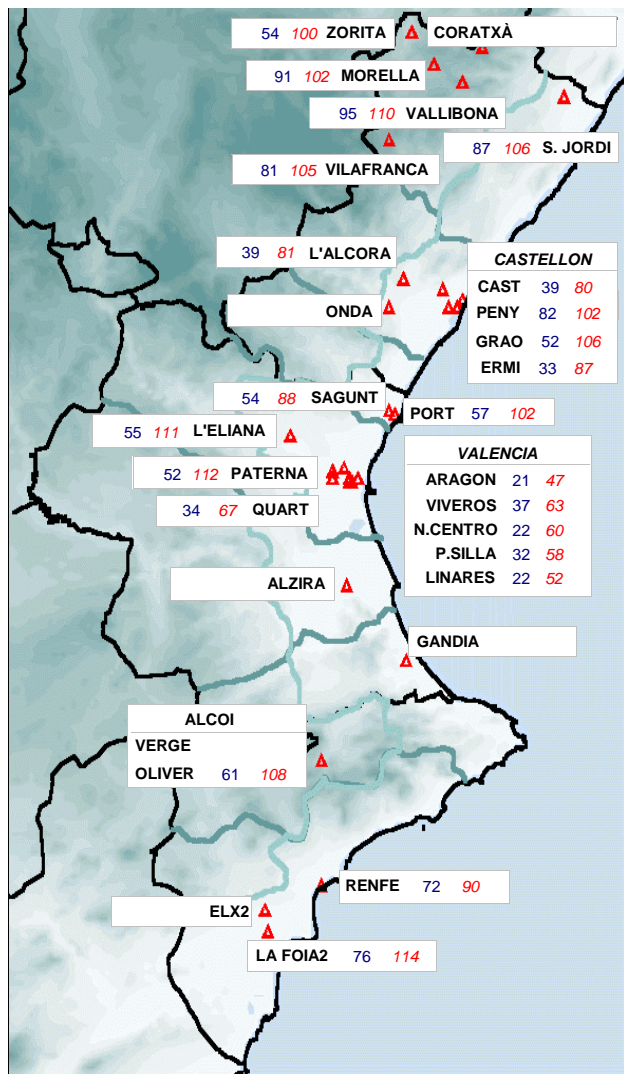 54 100 ZORITA
CORATXÀ
91 102 MORELLA
95 110 VALLIBONA
87 106 S. JORDI
81 105 VILAFRANCA
39 81 L'ALCORA
ONDA
CASTELLON
CAST 39 80
PENY 82 102
GRAO 52 106
ERMI 33 87
54 88 SAGUNT
PORT 57 102
55 111 L'ELIANA
52 112 PATERNA
34 67 QUART
VALENCIA
ARAGON 21 47
VIVEROS 37 63
N.CENTRO 22 60
P.SILLA 32 58
LINARES 22 52
ALZIRA
GANDIA
ALCOI
VERGE
OLIVER 61 108
RENFE 72 90
ELX2
LA FOIA2 76 114